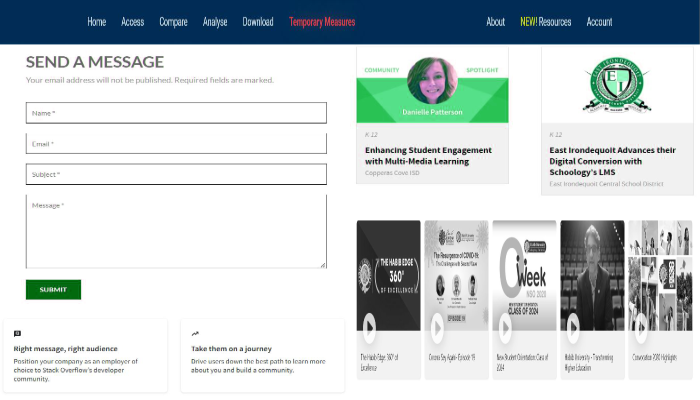 Home Access Compare Analyse Download Temporary Measures About NEW! Resources Account
SEND A MESSAGE
Your email address will not be published. Required fields are marked.
Name *
Email *
Subject *
Message *
SUBMIT
Right message, right audience
Position your company as an employer of
choice to Stack Overflow's developer
community.
Take them on a journey
Drive users down the best path to learn more
about you and build a community.
COMMUNITY SPOTLIGHT
Danielle Patterson
K-12
Enhancing Student Engagement
with Multi-Media Learning
Copperas Cove ISD
EAST IRONDEQUOIT
E I
K-12
East Irondequoit Advances their
Digital Conversion with
Schoology's LMS
East Irondequoit Central School District
THE HABIB EDGE
360°
OF EXCELLENCE
The Habib Edge: 360° of
Excellence
The Resurgence of COVID-19:
EPISODE 19
Corona Say Agahi - Episode 19
Week
NSO 2020
CLASS OF 2024
New Student Orientation: Class of
2024
Habib University - Transforming
Higher Education
Convocation 2020 Highlights